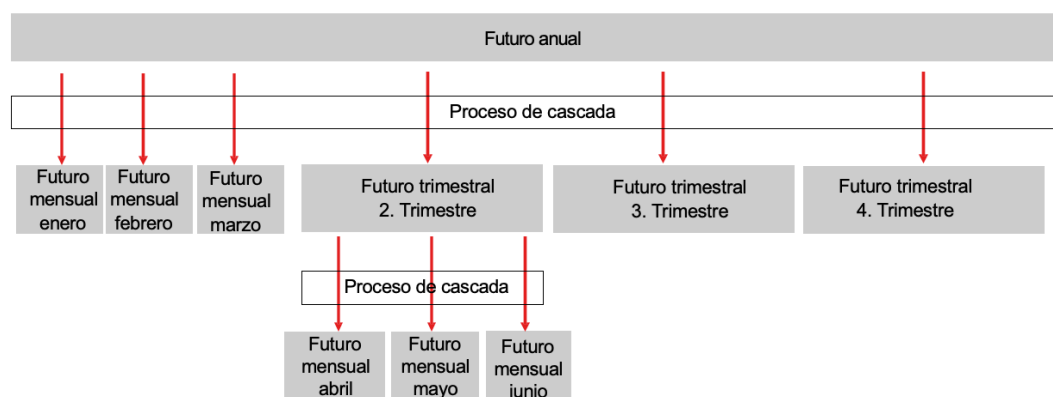 Futuro anual
Proceso de cascada
Futuro
mensual
enero
Futuro
mensual
febrero
Futuro
mensual
marzo
Futuro trimestral
2. Trimestre
Futuro trimestral
3. Trimestre
Futuro trimestral
4. Trimestre
Proceso de cascada
Futuro
mensual
abril
Futuro
mensual
mayo
Futuro
mensual
junio